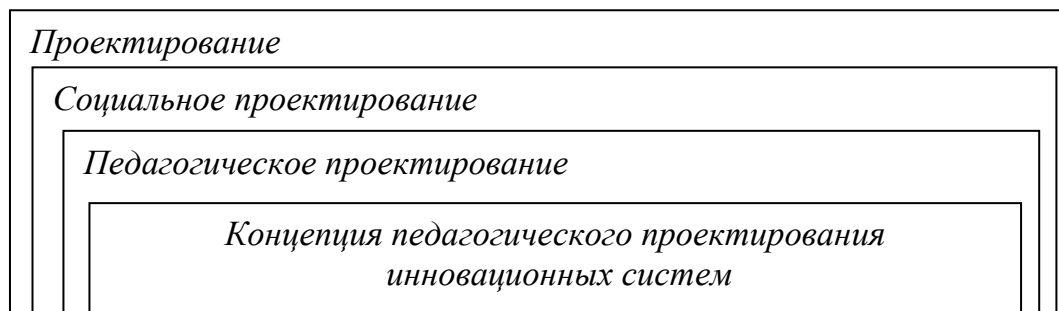 Проектирование
Социальное проектирование
Педагогическое проектирование
Концепция педагогического проектирования
инновационных систем